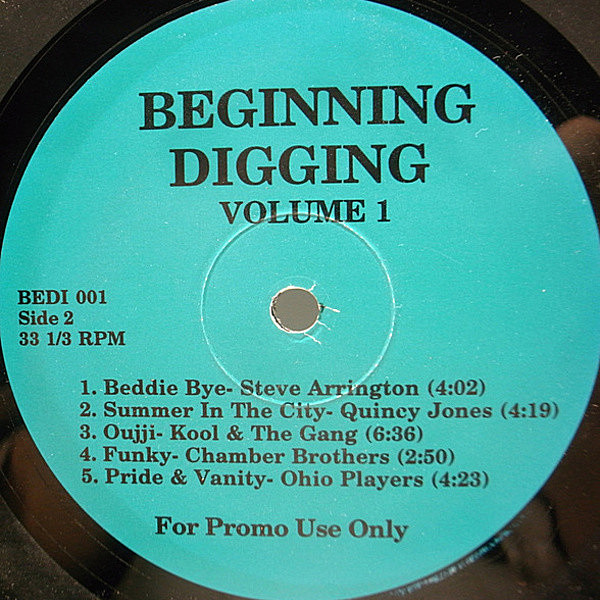 BEGINNING
DIGGING
VOLUME 1
BEDI 001
Side 2
33 1/3 RPM
1. Beddie Bye- Steve Arrington (4:02)
2. Summer In The City- Quincy Jones (4:19)
3. Oujji- Kool & The Gang (6:36)
4. Funky- Chamber Brothers (2:50)
5. Pride & Vanity- Ohio Players (4:23)
For Promo Use Only